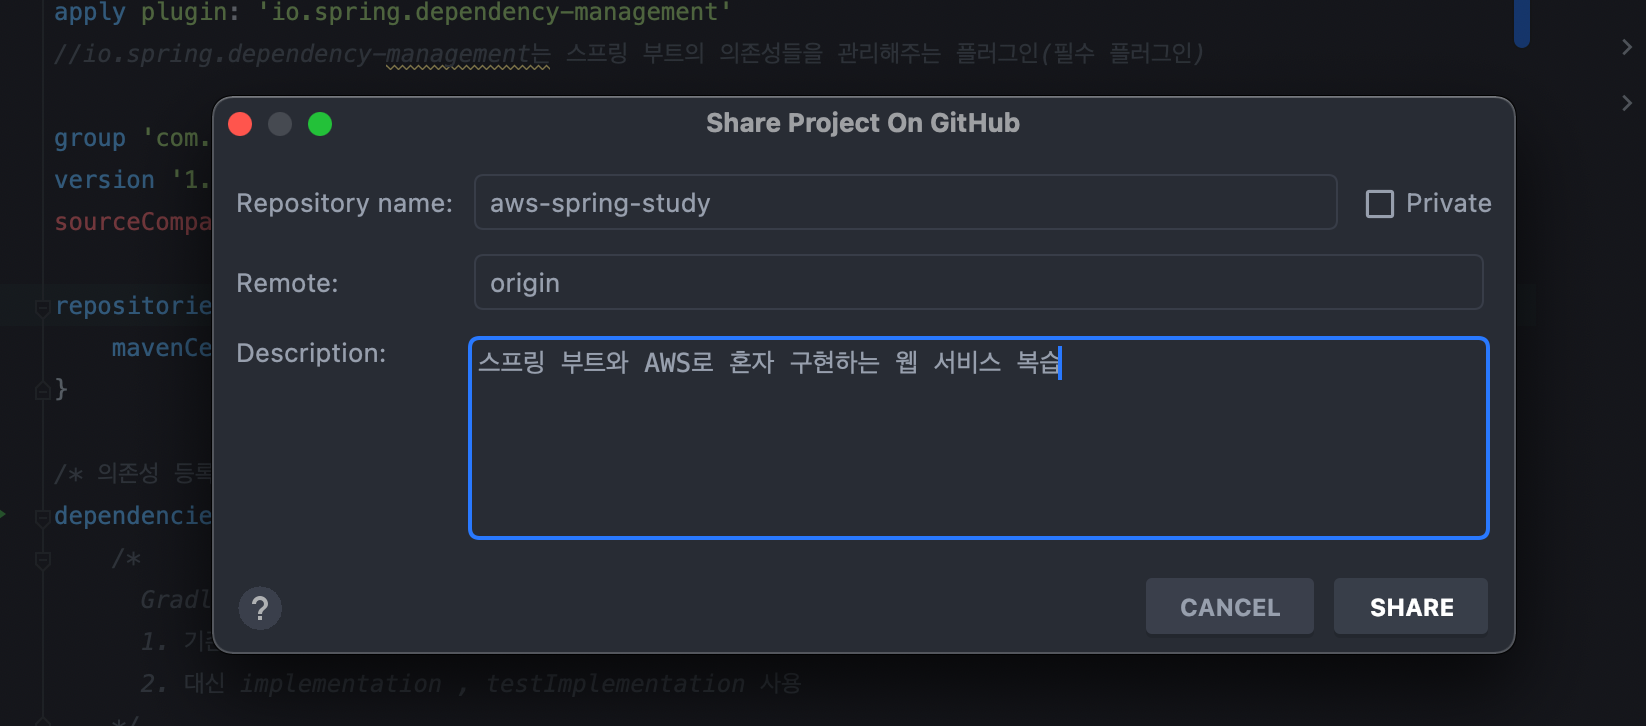 apply plugin: 'io.spring.dependency-management'
//io.spring.dependency-management는 스프링 부트의 의존성들을 관리해주는 플러그인(필수 플러그인)
Share Project On GitHub
group 'com.
version '1.
sourceCompa
Repository name: aws-spring-study Private
Remote: origin
repositorie
Description: 스프링 부트와 AWS로 혼자 구현하는 웹 서비스 복습
mavenCe
}
/* 의존성 등록
dependencie
/*
Gradl
1. 기존
2. 대신 implementation , testImplementation 사용
*/
? CANCEL SHARE